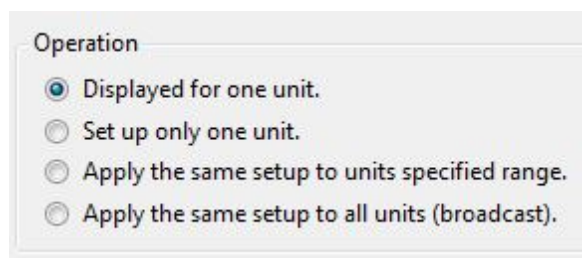 Operation
Displayed for one unit.
Set up only one unit.
Apply the same setup to units specified range.
Apply the same setup to all units (broadcast).